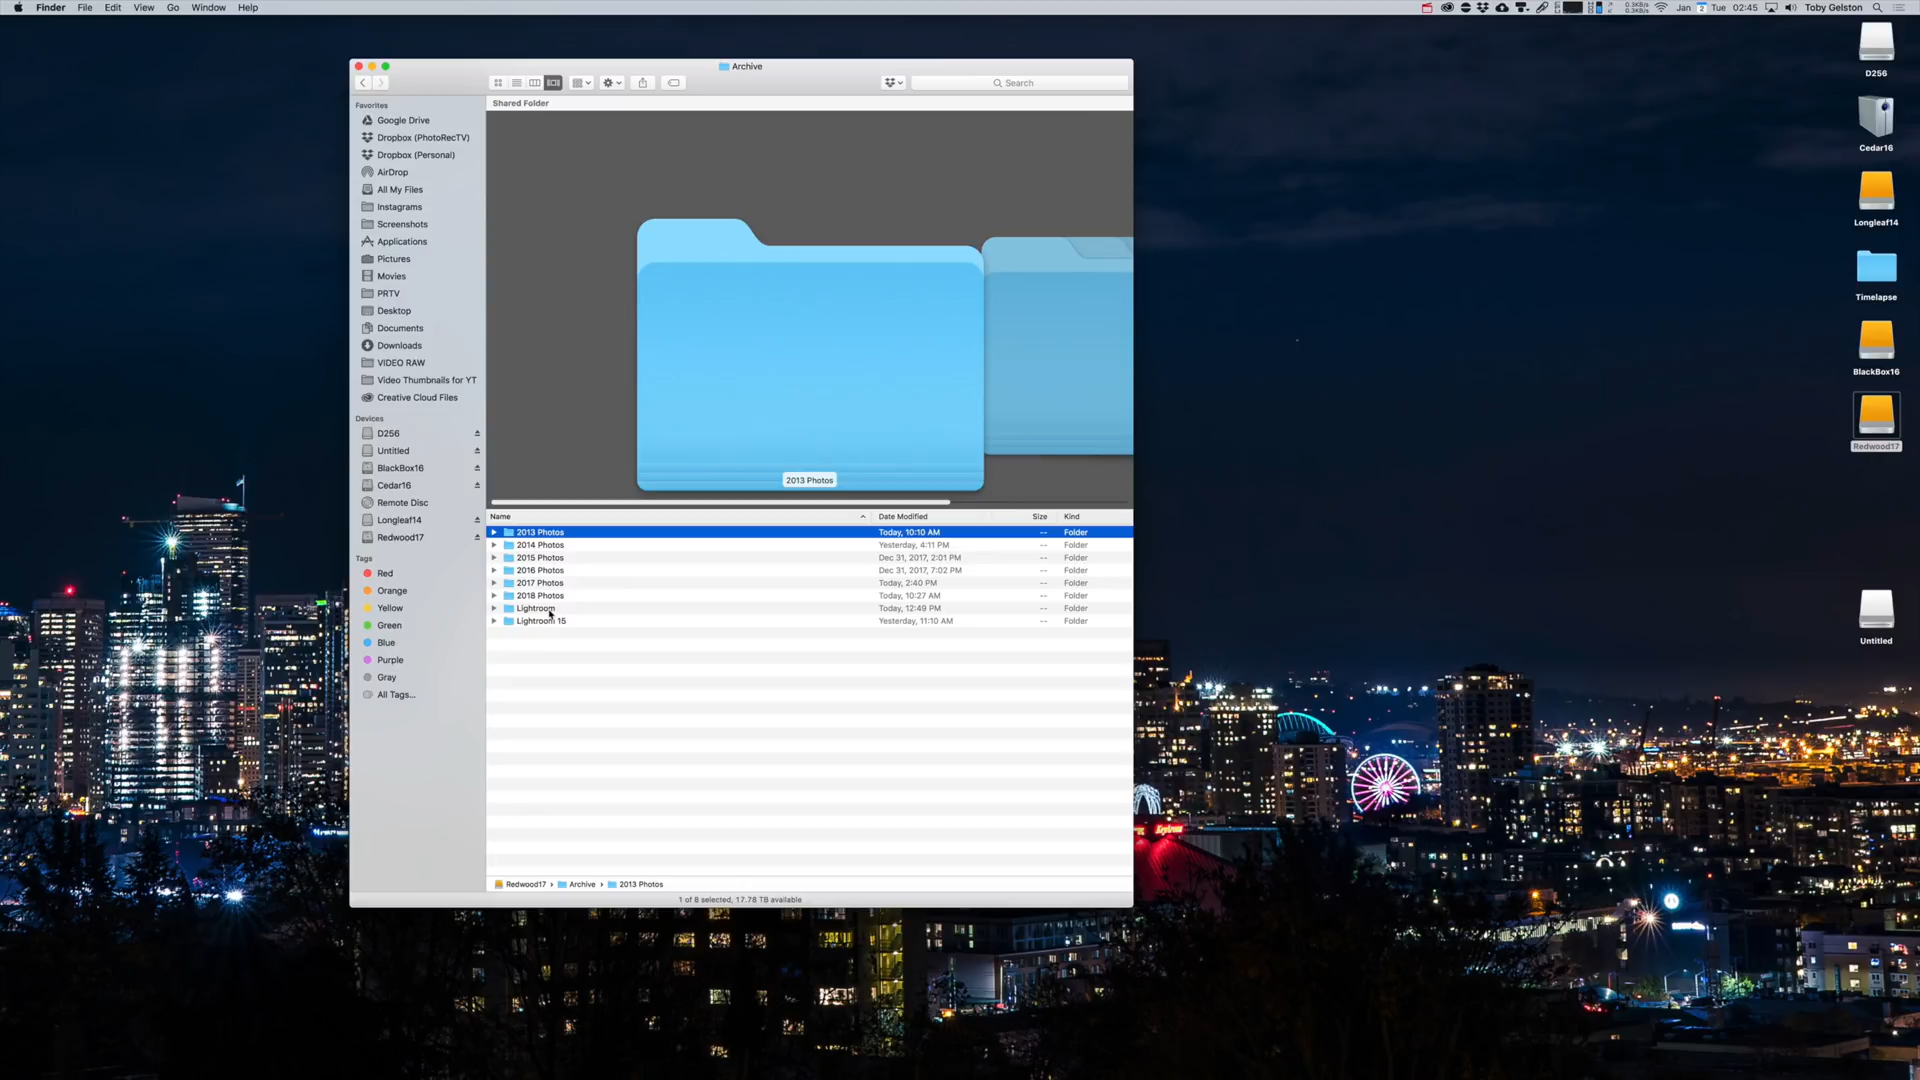 Finder File Edit View Go Window Help
0.3KB/s
0.3KB/s
Jan 2 Tue 02:45 Toby Gelston
Archive
Search
Shared Folder
Favorites
Google Drive
Dropbox (PhotoRecTV)
Dropbox (Personal)
AirDrop
All My Files
Instagrams
Screenshots
Applications
Pictures
Movies
PRTV
Desktop
Documents
Downloads
VIDEO RAW
Video Thumbnails for YT
Creative Cloud Files
Devices
D256
Untitled
BlackBox16
Cedar16
Remote Disc
Longleaf14
Redwood17
Tags
Red
Orange
Yellow
Green
Blue
Purple
Gray
All Tags...
2013 Photos
Name Date Modified Size Kind
2013 Photos Today, 10:10 AM -- Folder
2014 Photos Yesterday, 4:11 PM -- Folder
2015 Photos Dec 31, 2017, 2:01 PM -- Folder
2016 Photos Dec 31, 2017, 7:02 PM -- Folder
2017 Photos Today, 2:40 PM -- Folder
2018 Photos Today, 10:27 AM -- Folder
Lightroom Today, 12:49 PM -- Folder
Lightroom 15 Yesterday, 11:10 AM -- Folder
Redwood17 › Archive › 2013 Photos
1 of 8 selected, 17.78 TB available
D256
Cedar16
Longleaf14
Timelapse
BlackBox16
Redwood17
Untitled